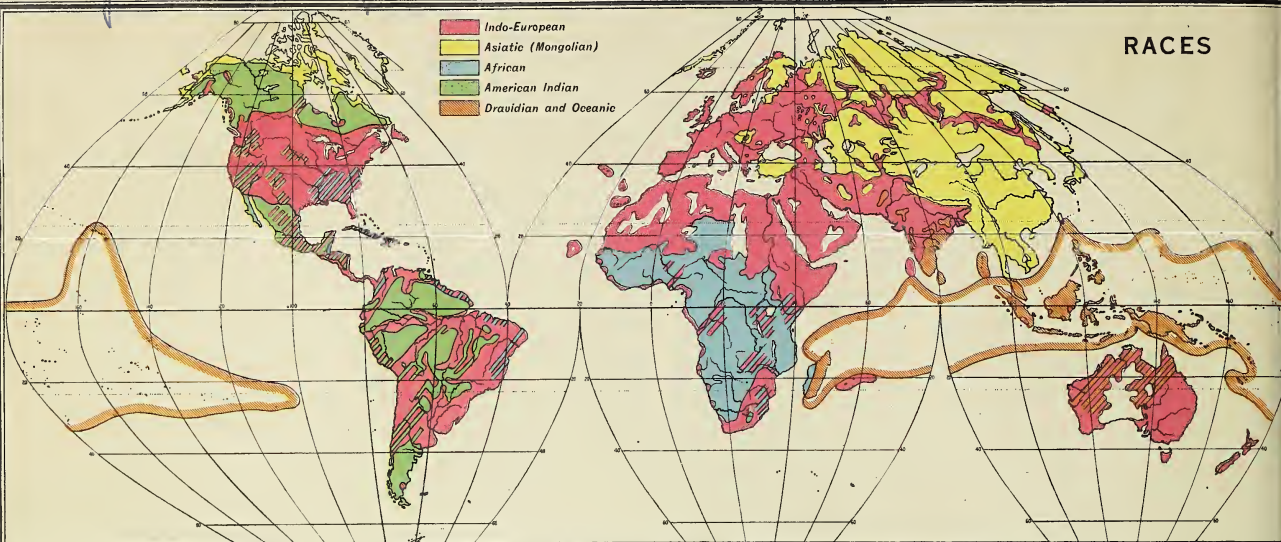 Indo-European
Asiatic (Mongolian)
African
American Indian
Dravidian and Oceanic
RACES